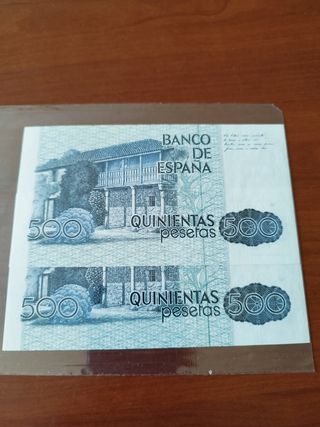 BANCO
DE
ESPAÑA
500 QUINIENTAS 500
pesetas
500 QUINIENTAS 500
pesetas